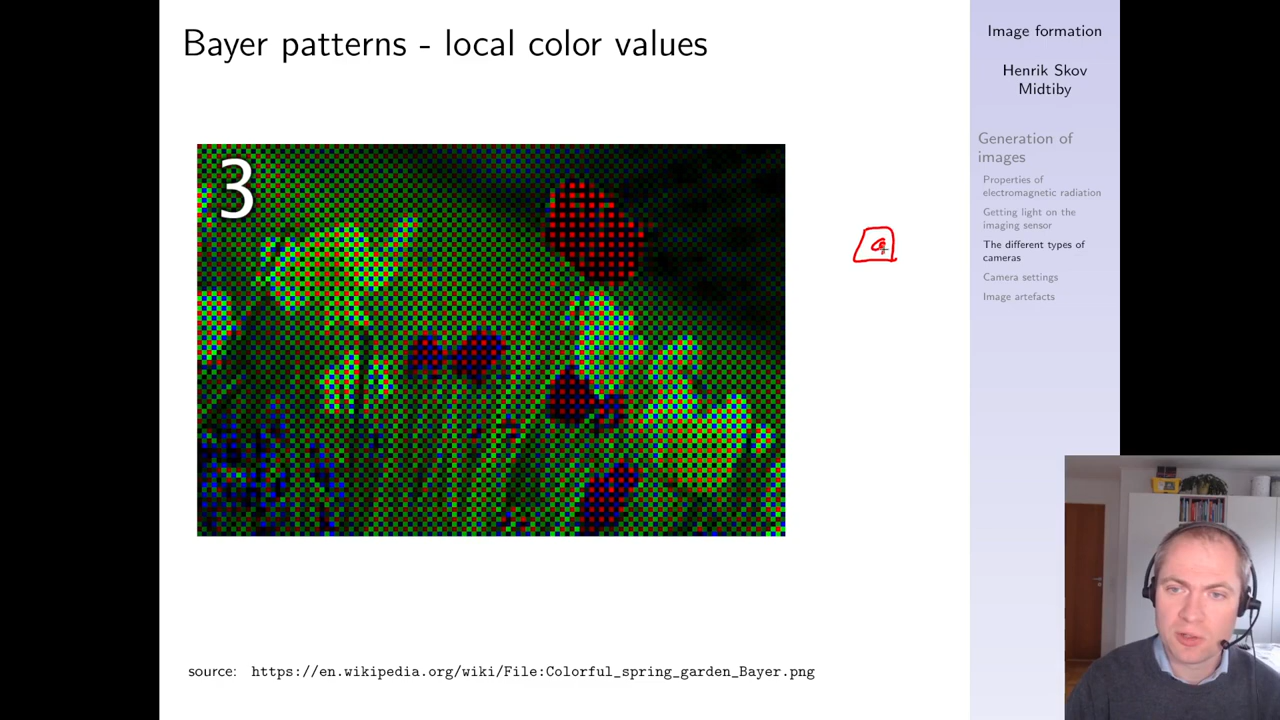 Bayer patterns - local color values
3
source: https://en.wikipedia.org/wiki/File:Colorful_spring_garden_Bayer.png
Image formation
Henrik Skov
Midtiby
Generation of
images
Properties of
electromagnetic radiation
Getting light on the
imaging sensor
The different types of
cameras
Camera settings
Image artefacts